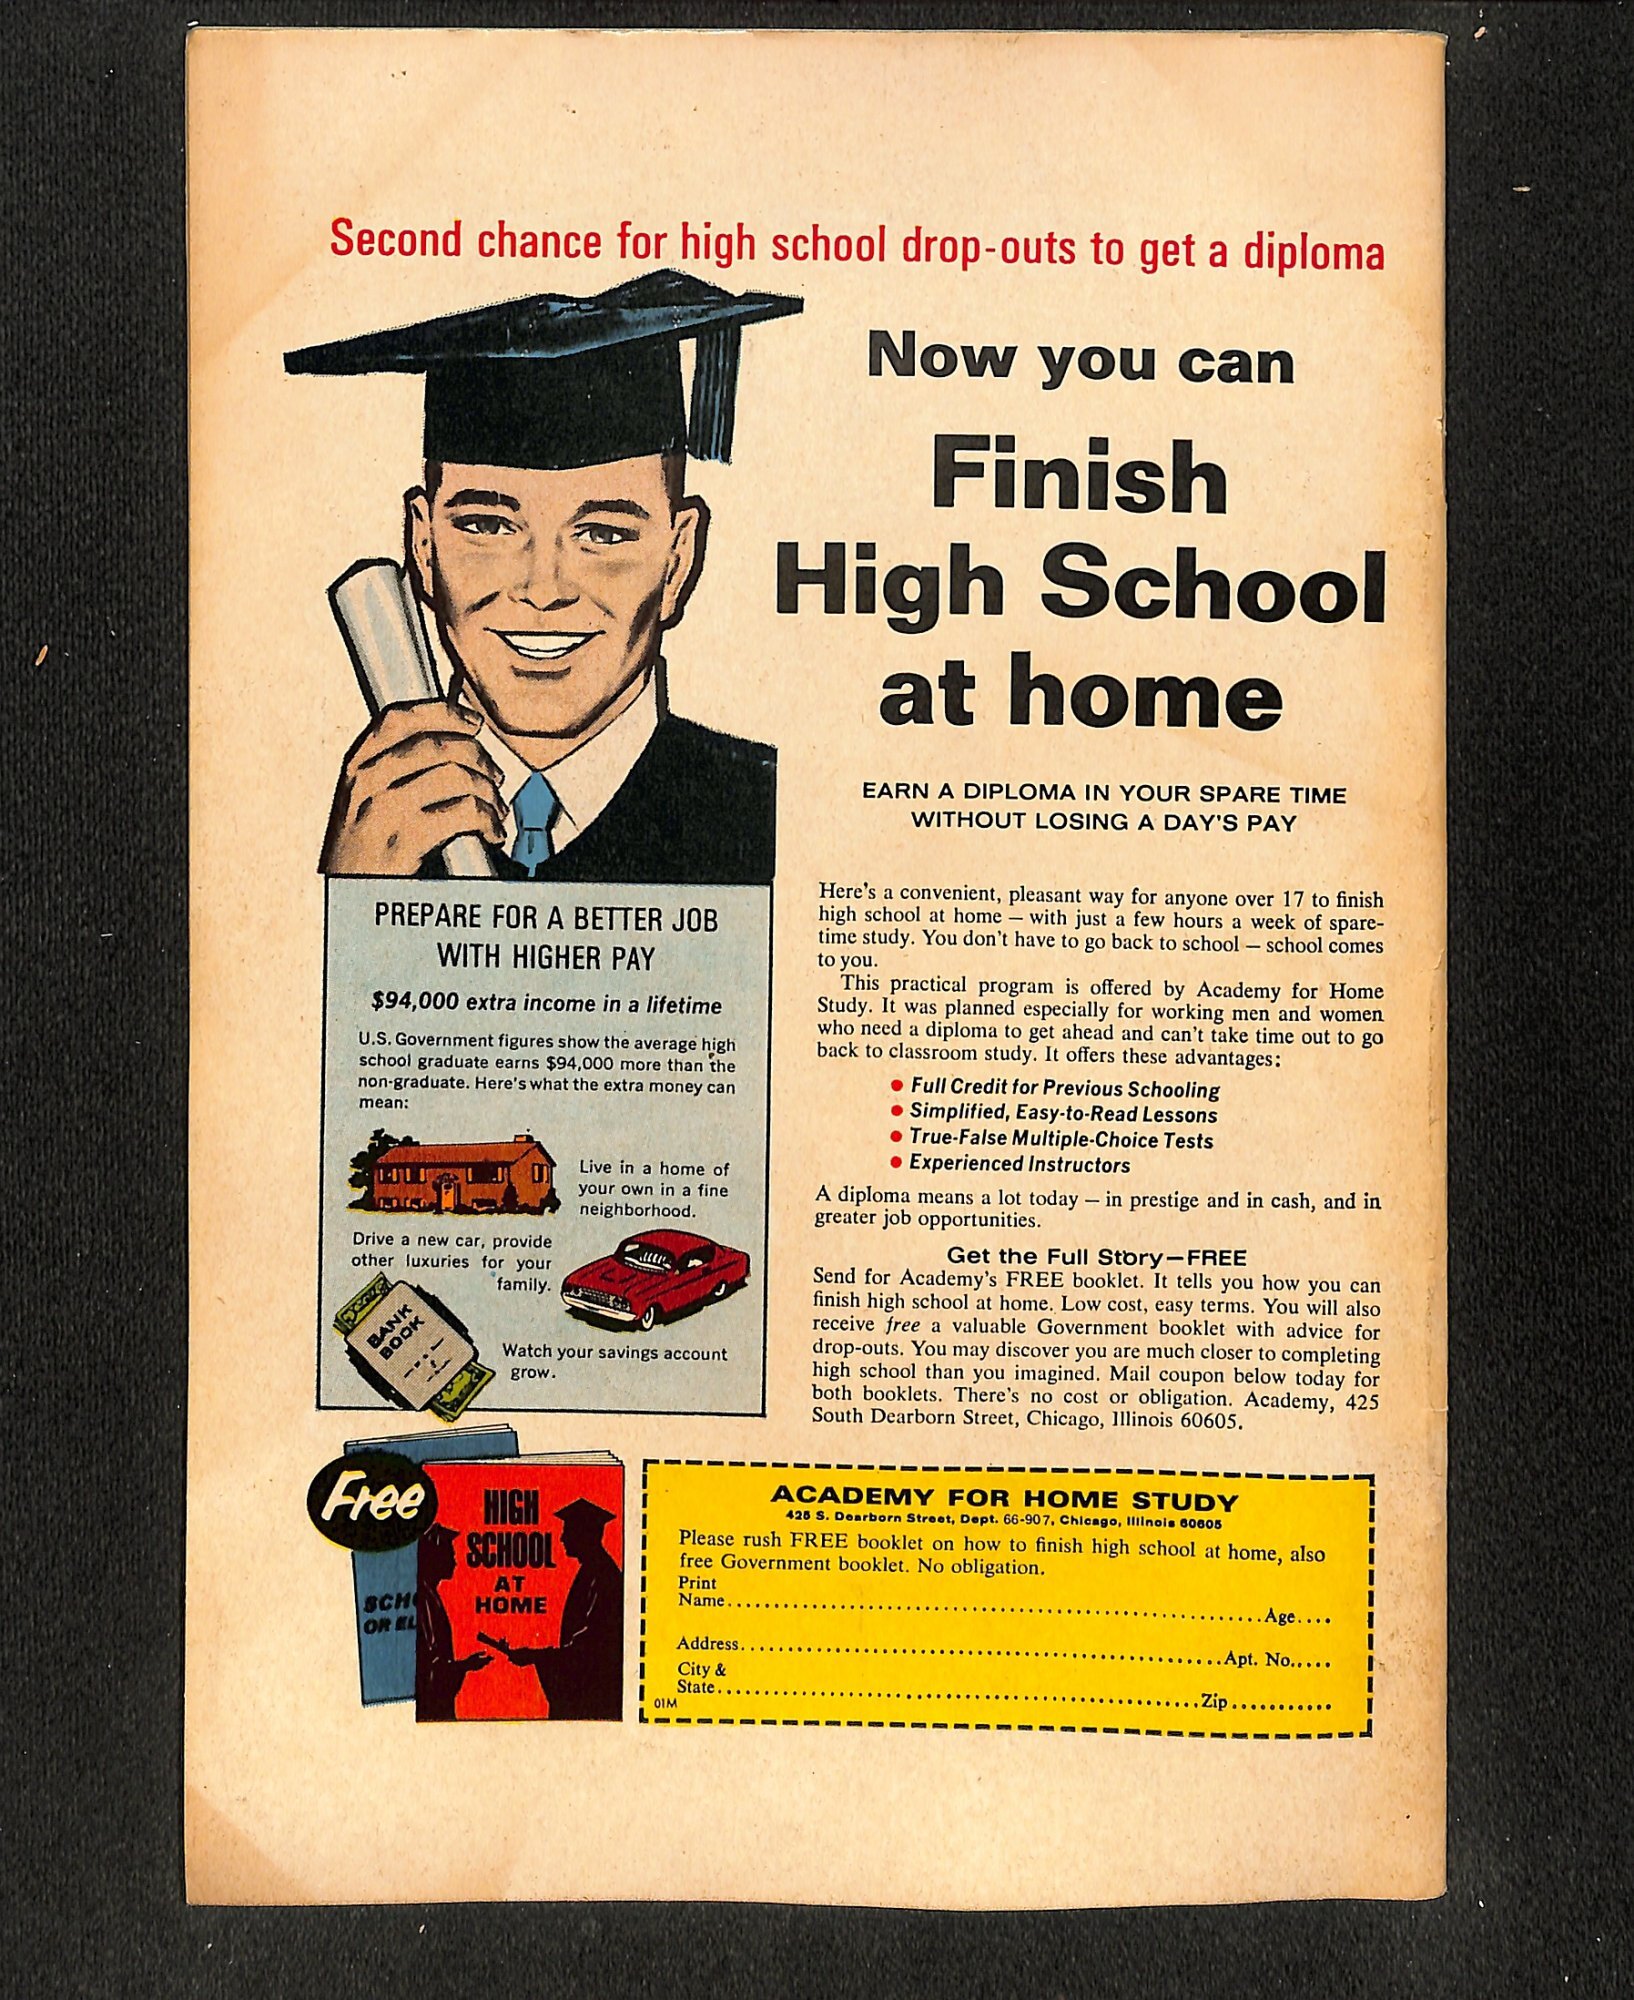 Second chance for high school drop-outs to get a diploma
Now you can
Finish
High School
at home
EARN A DIPLOMA IN YOUR SPARE TIME
WITHOUT LOSING A DAY'S PAY
PREPARE FOR A BETTER JOB
WITH HIGHER PAY
$94,000 extra income in a lifetime
U.S. Government figures show the average high
school graduate earns $94,000 more than the
non-graduate. Here's what the extra money can
mean:
Live in a home of
your own in a fine
neighborhood.
Drive a new car, provide
other luxuries for your
family.
BANK
BOOK
Watch your savings account
grow.
Here's a convenient, pleasant way for anyone over 17 to finish
high school at home – with just a few hours a week of spare-
time study. You don't have to go back to school – school comes
to you.
This practical program is offered by Academy for Home
Study. It was planned especially for working men and women
who need a diploma to get ahead and can't take time out to go
back to classroom study. It offers these advantages:
● Full Credit for Previous Schooling
● Simplified, Easy-to-Read Lessons
● True-False Multiple-Choice Tests
● Experienced Instructors
A diploma means a lot today – in prestige and in cash, and in
greater job opportunities.
Get the Full Story–FREE
Send for Academy's FREE booklet. It tells you how you can
finish high school at home. Low cost, easy terms. You will also
receive free a valuable Government booklet with advice for
drop-outs. You may discover you are much closer to completing
high school than you imagined. Mail coupon below today for
both booklets. There's no cost or obligation. Academy, 425
South Dearborn Street, Chicago, Illinois 60605.
Free
SCH
OR EL
HIGH
SCHOOL
AT
HOME
ACADEMY FOR HOME STUDY
425 S. Dearborn Street, Dept. 66-907, Chicago, Illinois 60605
Please rush FREE booklet on how to finish high school at home, also
free Government booklet. No obligation.
Print
Name.......................................................Age....
Address.................................................Apt. No.....
City &
State.................................................Zip...........
01M